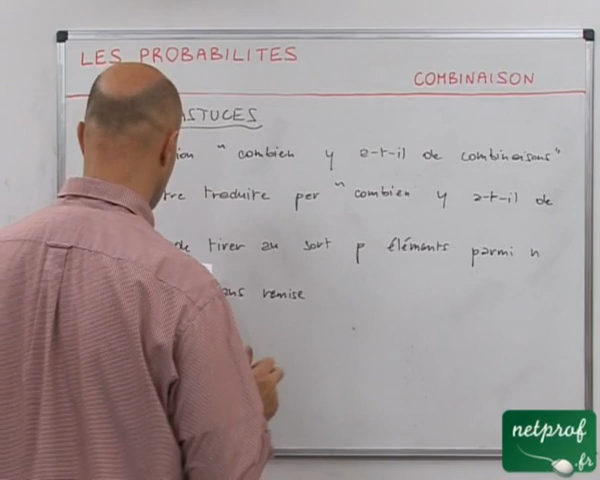 LES PROBABILITES
COMBINAISON
ASTUCES
" combien y a-t-il de combinaisons"
traduire par " combien y a-t-il de
de tirer au sort p éléments parmi n
remise
netprof
.fr